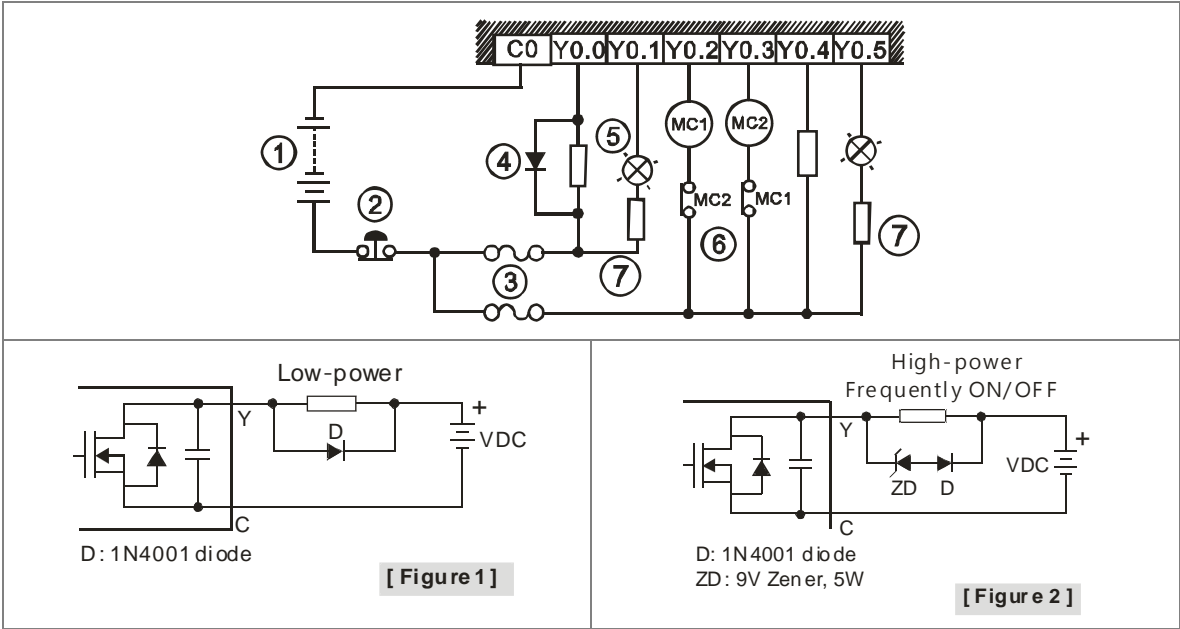 C0 Y0.0 Y0.1 Y0.2 Y0.3 Y0.4 Y0.5
MC1 MC2
① ④ ⑤
MC2 MC1
②
⑥ ⑦
③ ⑦
Low-power
Y
D
+
VDC
C
D: 1N4001 diode
[ Figure 1 ]
High-power
Frequently ON/OFF
Y
+
VDC
ZD D
C
D: 1N4001 diode
ZD: 9V Zener, 5W
[ Figure 2 ]